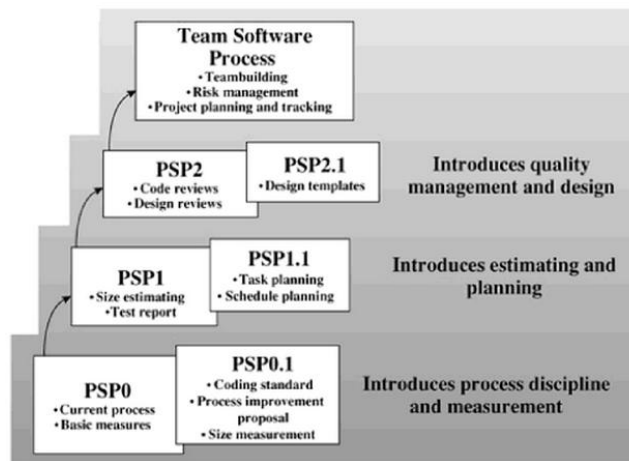 Team Software
Process
• Teambuilding
• Risk management
• Project planning and tracking
PSP2
• Code reviews
• Design reviews
PSP2.1
• Design templates
Introduces quality
management and design
PSP1
• Size estimating
• Test report
PSP1.1
• Task planning
• Schedule planning
Introduces estimating and
planning
PSP0
• Current process
• Basic measures
PSP0.1
• Coding standard
• Process improvement
proposal
• Size measurement
Introduces process discipline
and measurement